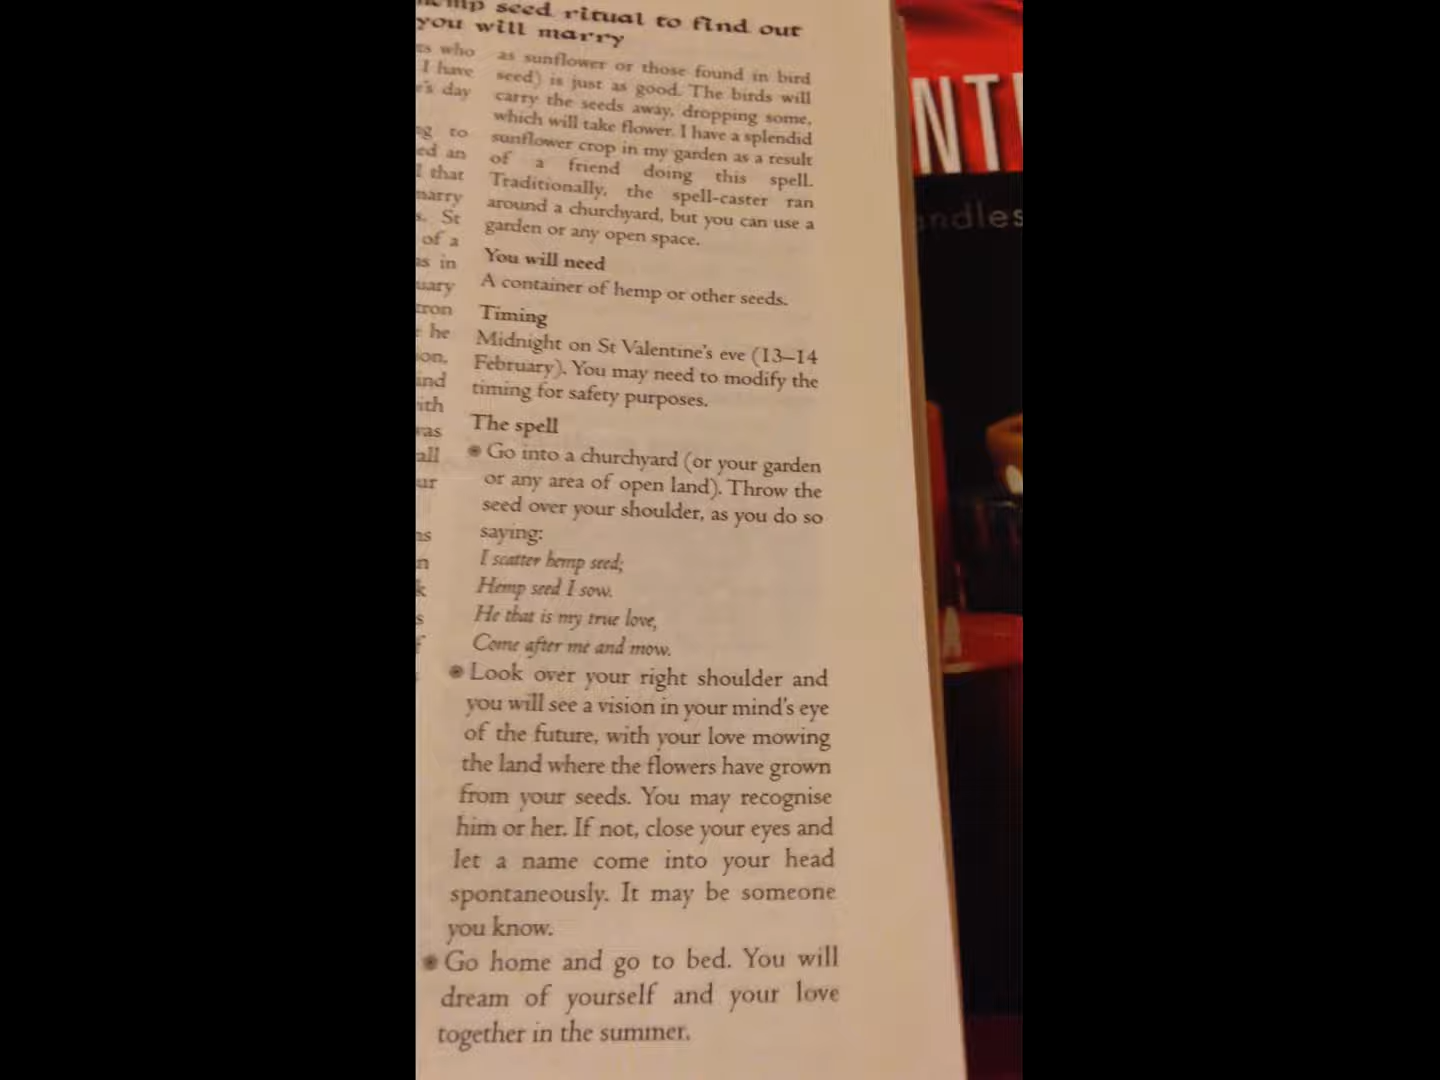 seed ritual to find out
you will marry
who
I have
day
to
an
that
St
of a
in
he
as sunflower or those found in bird
seed) is just as good. The birds will
carry the seeds away, dropping some,
which will take flower. I have a splendid
sunflower crop in my garden as a result
of a friend doing this spell.
Traditionally, the spell-caster ran
around a churchyard, but you can use a
garden or any open space.
You will need
A container of hemp or other seeds.
Timing
Midnight on St Valentine's eve (13–14
February). You may need to modify the
timing for safety purposes.
The spell
Go into a churchyard (or your garden
or any area of open land). Throw the
seed over your shoulder, as you do so
saying:
I scatter hemp seed;
Hemp seed I sow.
He that is my true love,
Come after me and mow.
Look over your right shoulder and
you will see a vision in your mind's eye
of the future, with your love mowing
the land where the flowers have grown
from your seeds. You may recognise
him or her. If not, close your eyes and
let a name come into your head
spontaneously. It may be someone
you know.
Go home and go to bed. You will
dream of yourself and your love
together in the summer.